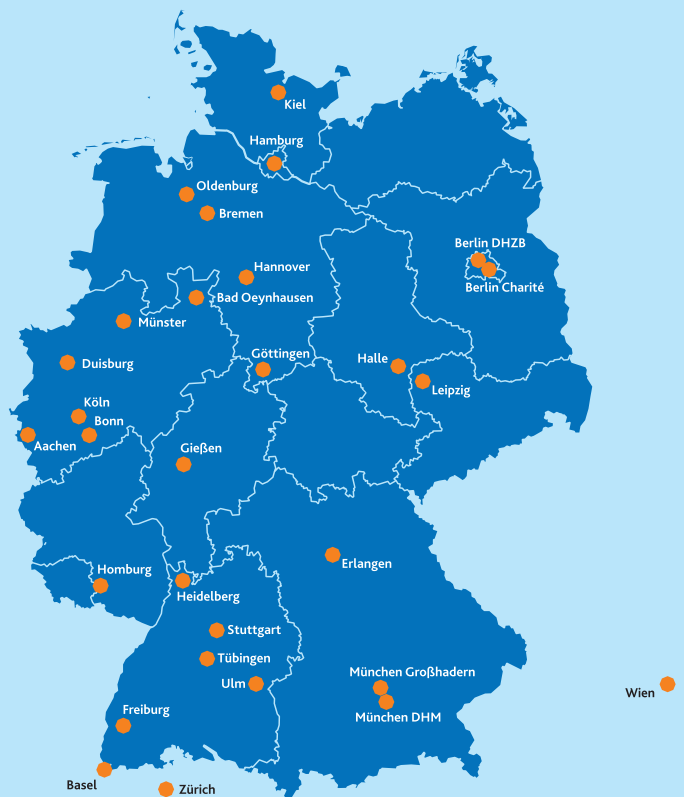 Kiel
Hamburg
Oldenburg
Bremen
Berlin DHZB
Hannover
Berlin Charité
Bad Oeynhausen
Münster
Göttingen
Halle
Duisburg
Leipzig
Köln
Bonn
Aachen
Gießen
Erlangen
Homburg
Heidelberg
Stuttgart
Tübingen
München Großhadern
Ulm
Wien
Freiburg
München DHM
Basel
Zürich